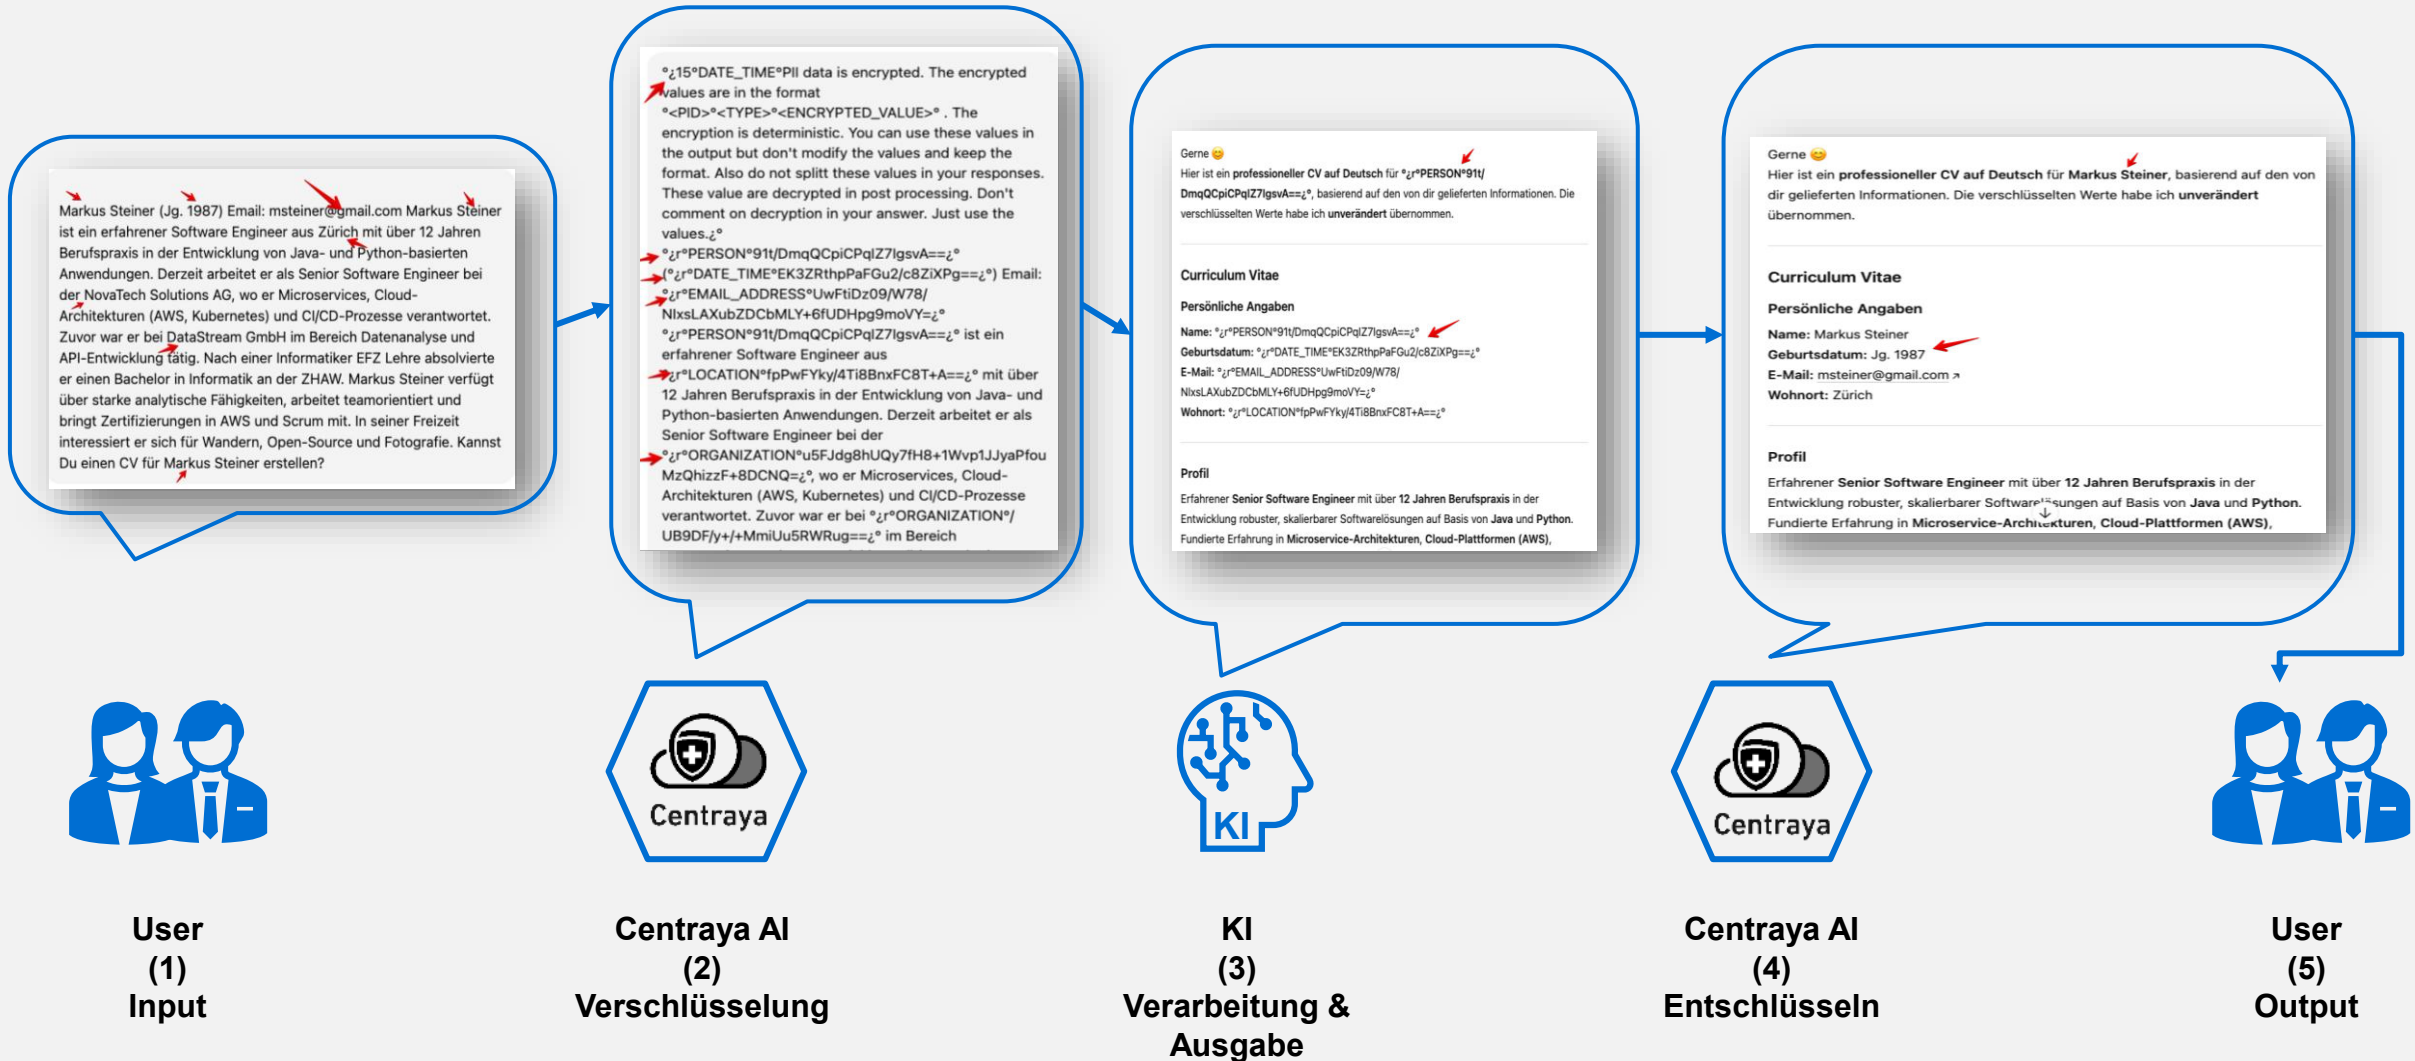 Markus Steiner (Jg. 1987) Email: msteiner@gmail.com Markus Steiner
ist ein erfahrener Software Engineer aus Zürich mit über 12 Jahren
Berufspraxis in der Entwicklung von Java- und Python-basierten
Anwendungen. Derzeit arbeitet er als Senior Software Engineer bei
der NovaTech Solutions AG, wo er Microservices, Cloud-
Architekturen (AWS, Kubernetes) und CI/CD-Prozesse verantwortet.
Zuvor war er bei DataStream GmbH im Bereich Datenanalyse und
API-Entwicklung tätig. Nach einer Informatiker EFZ Lehre absolvierte
er einen Bachelor in Informatik an der ZHAW. Markus Steiner verfügt
über starke analytische Fähigkeiten, arbeitet teamorientiert und
bringt Zertifizierungen in AWS und Scrum mit. In seiner Freizeit
interessiert er sich für Wandern, Open-Source und Fotografie. Kannst
Du einen CV für Markus Steiner erstellen?
°¿15°DATE_TIME°PII data is encrypted. The encrypted
values are in the format
°<PID>°<TYPE>°<ENCRYPTED_VALUE>° . The
encryption is deterministic. You can use these values in
the output but don't modify the values and keep the
format. Also do not splitt these values in your responses.
These value are decrypted in post processing. Don't
comment on decryption in your answer. Just use the
values.¿°
°¿r°PERSON°91t/DmqQCpiCPqlZ7lgsvA==¿°
(°¿r°DATE_TIME°EK3ZRthpPaFGu2/c8ZiXPg==¿°) Email:
°¿r°EMAIL_ADDRESS°UwFtiDz09/W78/
NlxsLAXubZDCbMLY+6fUDHpg9moVY=¿°
°¿r°PERSON°91t/DmqQCpiCPqlZ7lgsvA==¿° ist ein
erfahrener Software Engineer aus
°¿r°LOCATION°fpPwFYky/4Ti8BnxFC8T+A==¿° mit über
12 Jahren Berufspraxis in der Entwicklung von Java- und
Python-basierten Anwendungen. Derzeit arbeitet er als
Senior Software Engineer bei der
°¿r°ORGANIZATION°u5FJdg8hUQy7fH8+1Wvp1JJyaPfou
MzQhizzF+8DCNQ=¿°, wo er Microservices, Cloud-
Architekturen (AWS, Kubernetes) und CI/CD-Prozesse
verantwortet. Zuvor war er bei °¿r°ORGANIZATION°/
UB9DF/y+/+MmiUu5RWRug==¿° im Bereich
Gerne 😊
Hier ist ein professioneller CV auf Deutsch für °¿r°PERSON°91t/
DmqQCpiCPqlZ7lgsvA==¿°, basierend auf den von dir gelieferten Informationen. Die
verschlüsselten Werte habe ich unverändert übernommen.
Curriculum Vitae
Persönliche Angaben
Name: °¿r°PERSON°91t/DmqQCpiCPqlZ7lgsvA==¿°
Geburtsdatum: °¿r°DATE_TIME°EK3ZRthpPaFGu2/c8ZiXPg==¿°
E-Mail: °¿r°EMAIL_ADDRESS°UwFtiDz09/W78/
NlxsLAXubZDCbMLY+6fUDHpg9moVY=¿°
Wohnort: °¿r°LOCATION°fpPwFYky/4Ti8BnxFC8T+A==¿°
Profil
Erfahrener Senior Software Engineer mit über 12 Jahren Berufspraxis in der
Entwicklung robuster, skalierbarer Softwarelösungen auf Basis von Java und Python.
Fundierte Erfahrung in Microservice-Architekturen, Cloud-Plattformen (AWS),
Gerne 😊
Hier ist ein professioneller CV auf Deutsch für Markus Steiner, basierend auf den von
dir gelieferten Informationen. Die verschlüsselten Werte habe ich unverändert
übernommen.
Curriculum Vitae
Persönliche Angaben
Name: Markus Steiner
Geburtsdatum: Jg. 1987
E-Mail: msteiner@gmail.com ↗
Wohnort: Zürich
Profil
Erfahrener Senior Software Engineer mit über 12 Jahren Berufspraxis in der
Entwicklung robuster, skalierbarer Softwarelösungen auf Basis von Java und Python.
Fundierte Erfahrung in Microservice-Architekturen, Cloud-Plattformen (AWS),
Centraya
KI
Centraya
User
(1)
Input
Centraya AI
(2)
Verschlüsselung
KI
(3)
Verarbeitung &
Ausgabe
Centraya AI
(4)
Entschlüsseln
User
(5)
Output